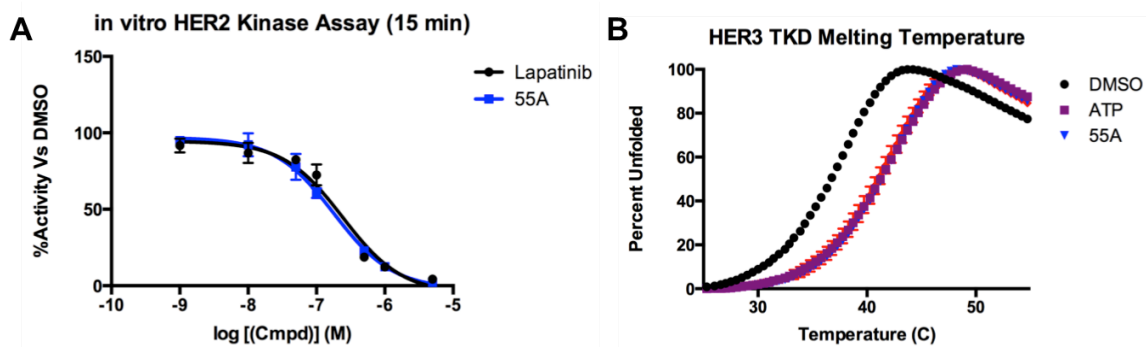 A
in vitro HER2 Kinase Assay (15 min)
150
100
50
0
-10
-9
-8
-7
-6
-5
%Activity Vs DMSO
log [(Cmpd)] (M)
Lapatinib
55A
B
HER3 TKD Melting Temperature
100
80
60
40
20
0
30
40
50
Percent Unfolded
Temperature (C)
DMSO
ATP
55A